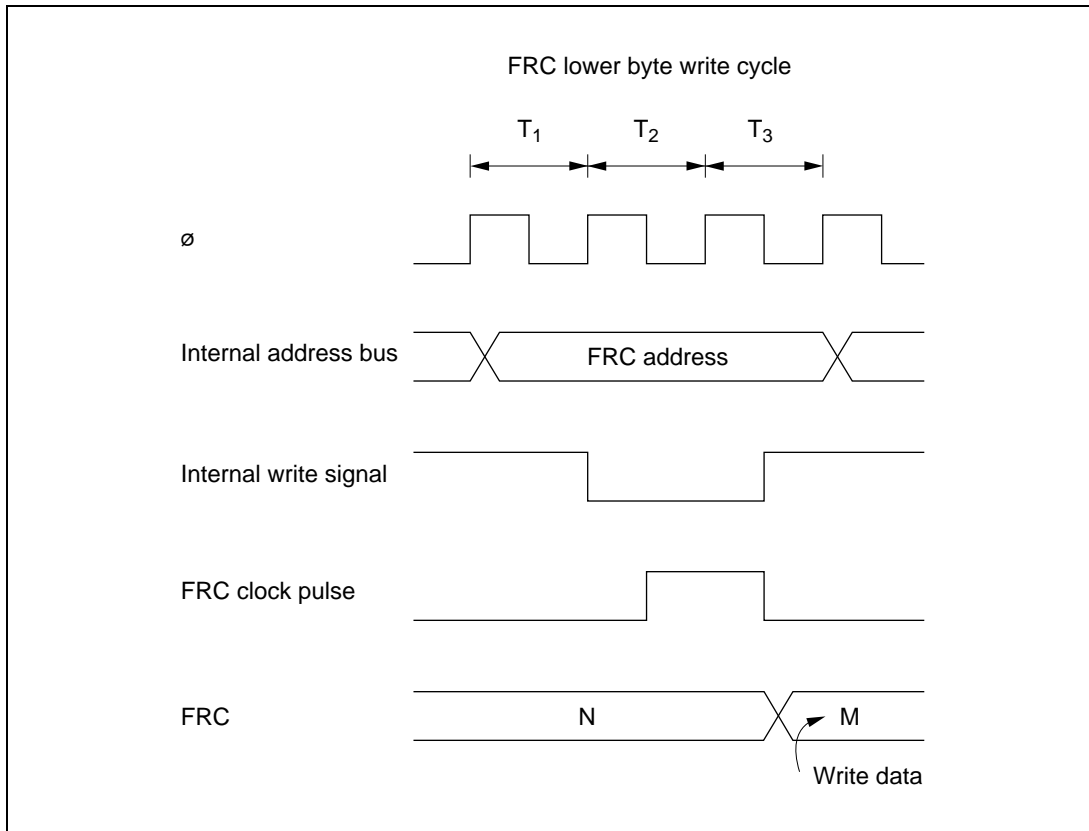 FRC lower byte write cycle
T1 T2 T3
ø
Internal address bus
FRC address
Internal write signal
FRC clock pulse
FRC
N
M
Write data